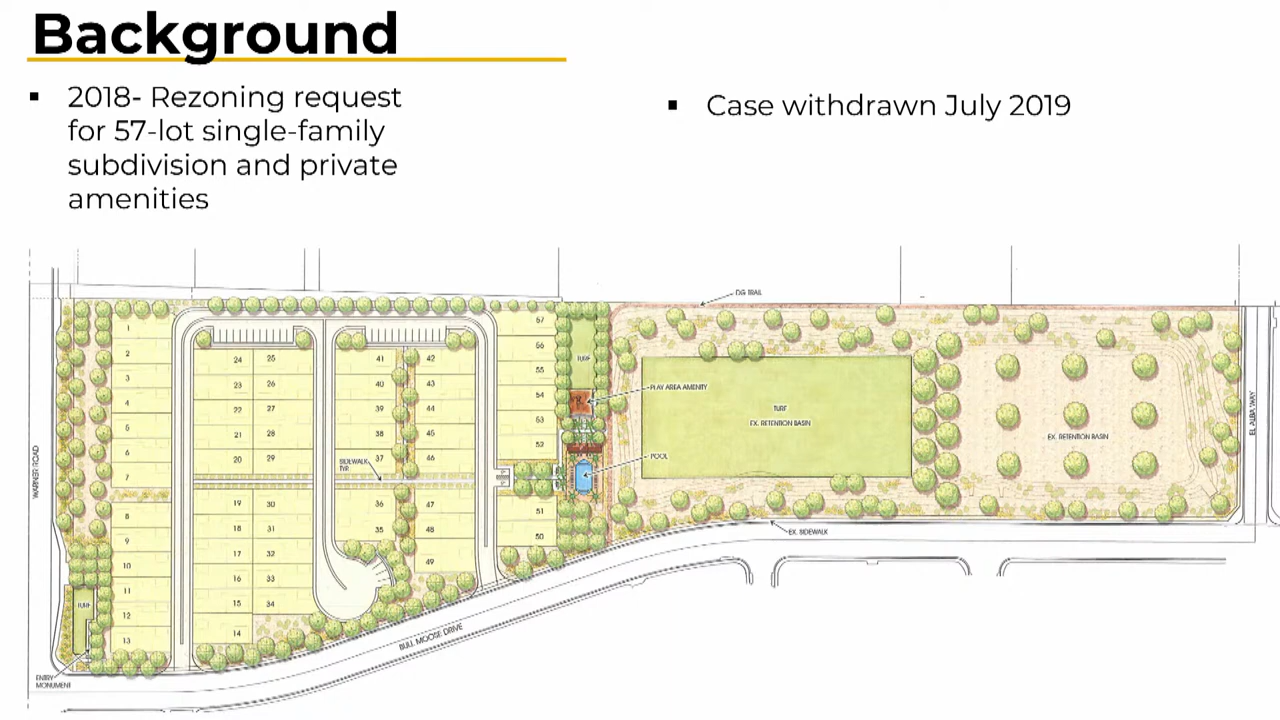 Background
▪ 2018- Rezoning request
for 57-lot single-family
subdivision and private
amenities
▪ Case withdrawn July 2019
DG TRAIL
1
2
3
4
5
6
7
8
9
10
11
12
13
24 25
23 26
22 27
21 28
20 29
19 30
18 31
17 32
16 33
15 34
14
41 42
40 43
39 44
38 45
37 46
36 47
35 48
49
SIDEWALK
TYP.
57
56
55
54
53
52
51
50
TURF
PLAY AREA AMENITY
POOL
TURF
EX. RETENTION BASIN
EX. RETENTION BASIN
EX. SIDEWALK
WARNER ROAD
EL ALBA WAY
BULL MOOSE DRIVE
TURF
ENTRY
MONUMENT